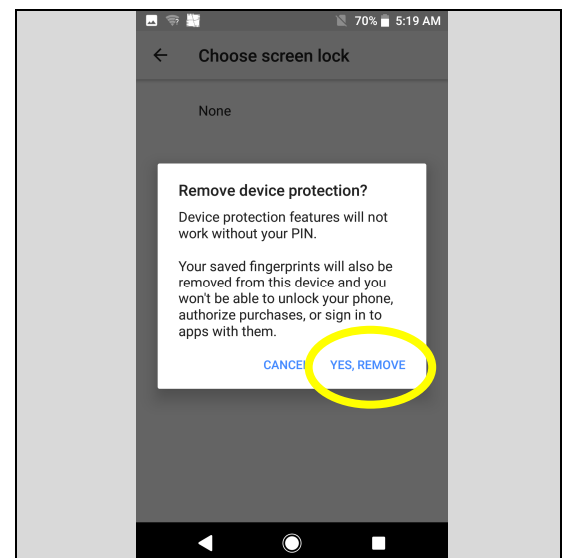 70% 5:19 AM
Choose screen lock
None
Remove device protection?
Device protection features will not
work without your PIN.
Your saved fingerprints will also be
removed from this device and you
won't be able to unlock your phone,
authorize purchases, or sign in to
apps with them.
CANCEL YES, REMOVE